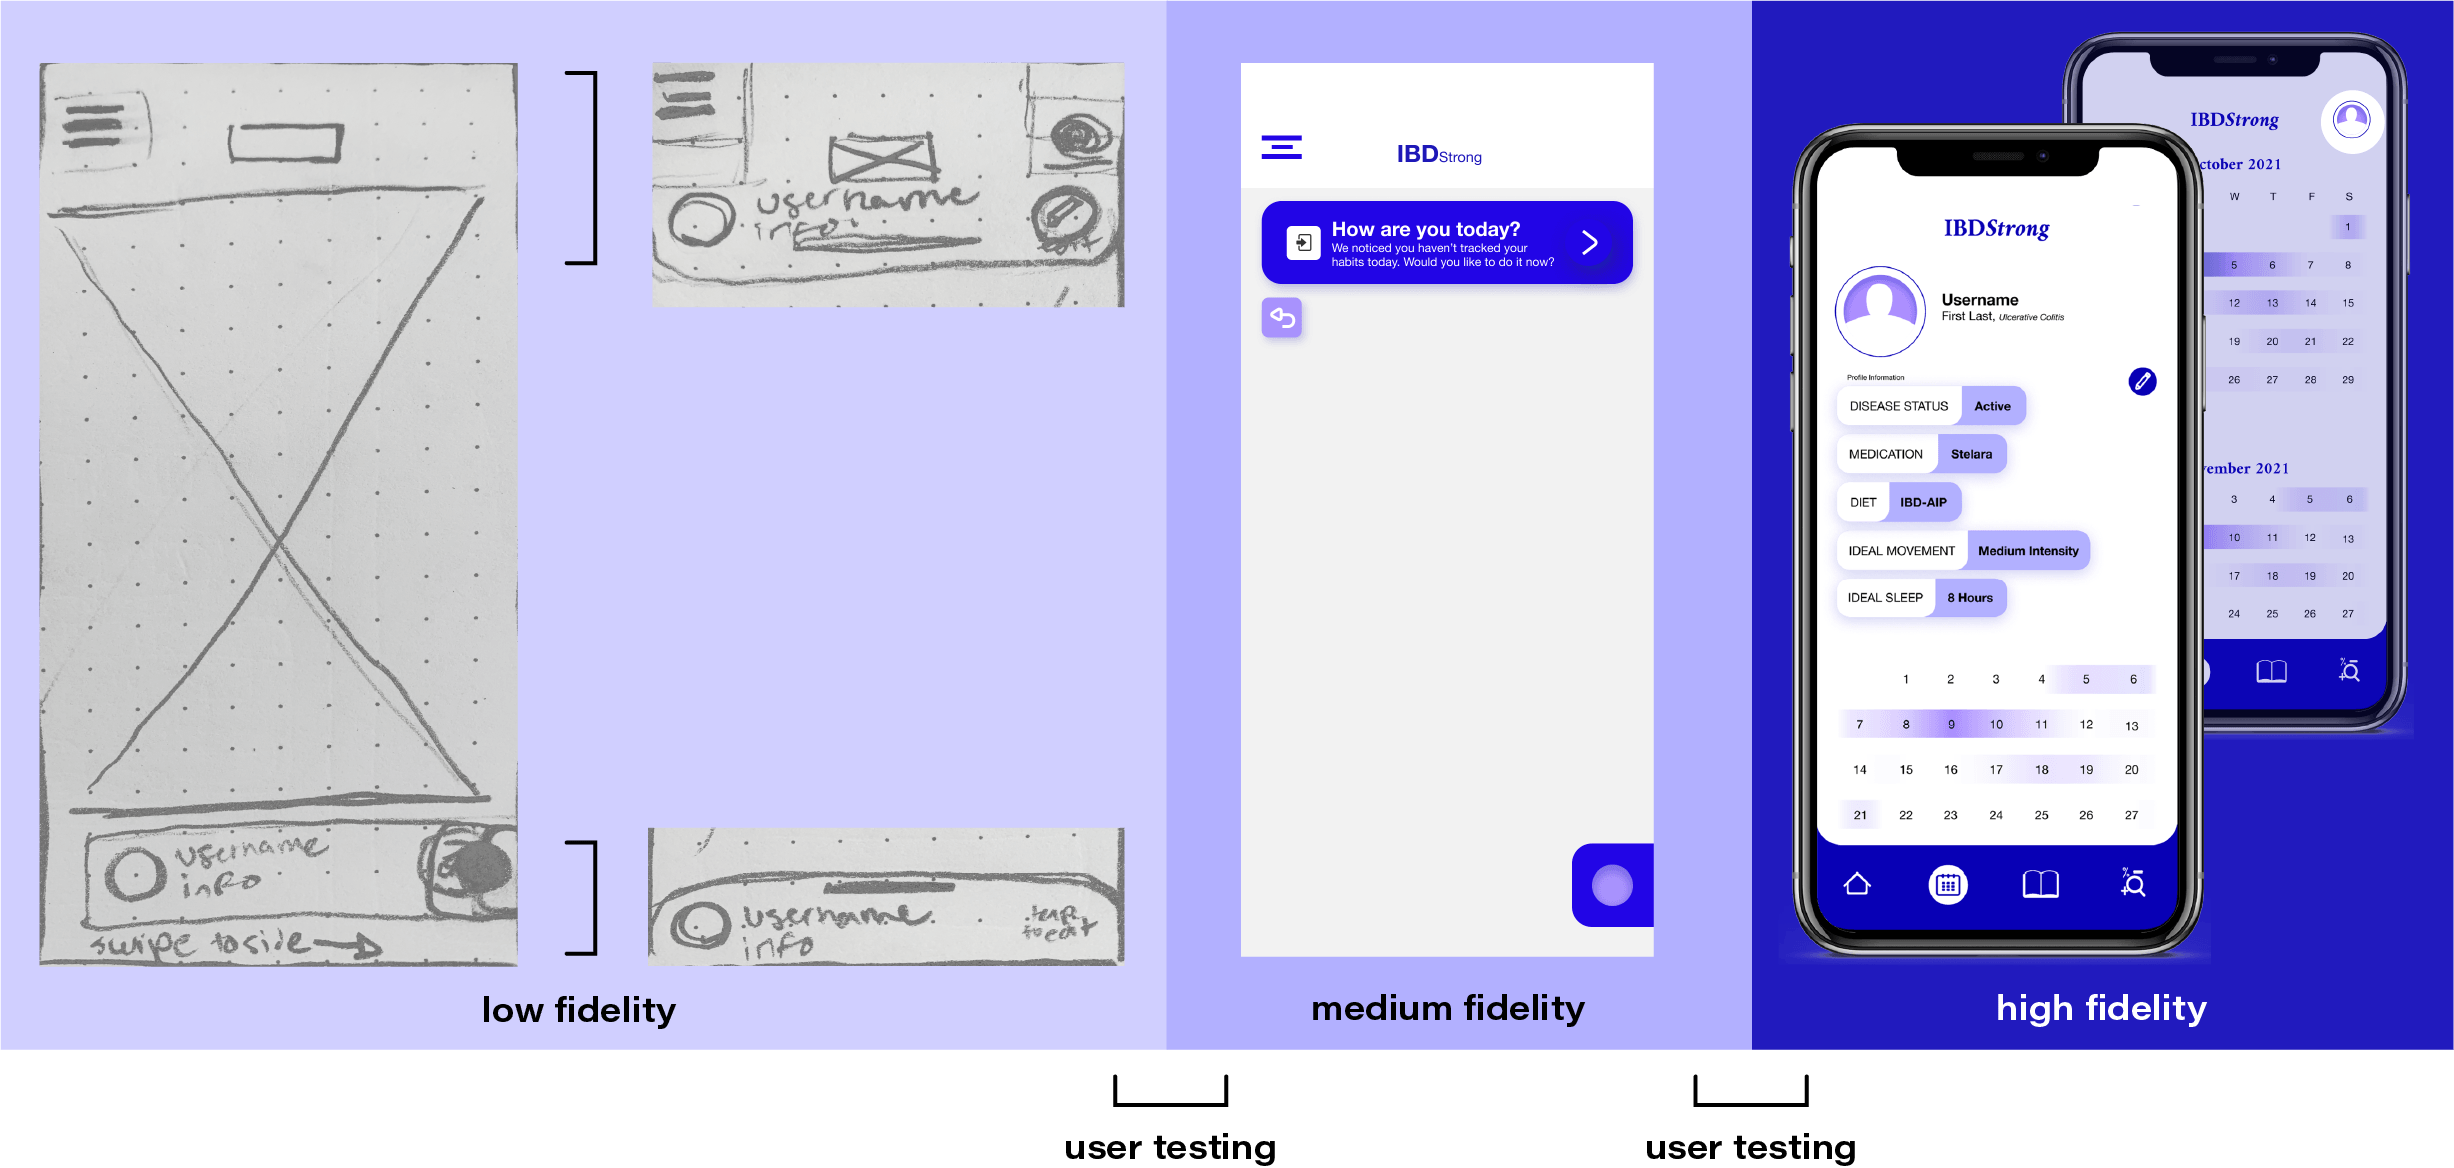 username
info
swipe to side
username
info
edit
username
info
tap
to edit
low fidelity
IBDStrong
How are you today?
We noticed you haven't tracked your
habits today. Would you like to do it now?
medium fidelity
IBDStrong
ctober 2021
W T F S
1
5 6 7 8
12 13 14 15
19 20 21 22
26 27 28 29
vember 2021
3 4 5 6
10 11 12 13
17 18 19 20
24 25 26 27
IBDStrong
Username
First Last, Ulcerative Colitis
Profile Information
DISEASE STATUS Active
MEDICATION Stelara
DIET IBD-AIP
IDEAL MOVEMENT Medium Intensity
IDEAL SLEEP 8 Hours
1 2 3 4 5 6
7 8 9 10 11 12 13
14 15 16 17 18 19 20
21 22 23 24 25 26 27
high fidelity
user testing
user testing